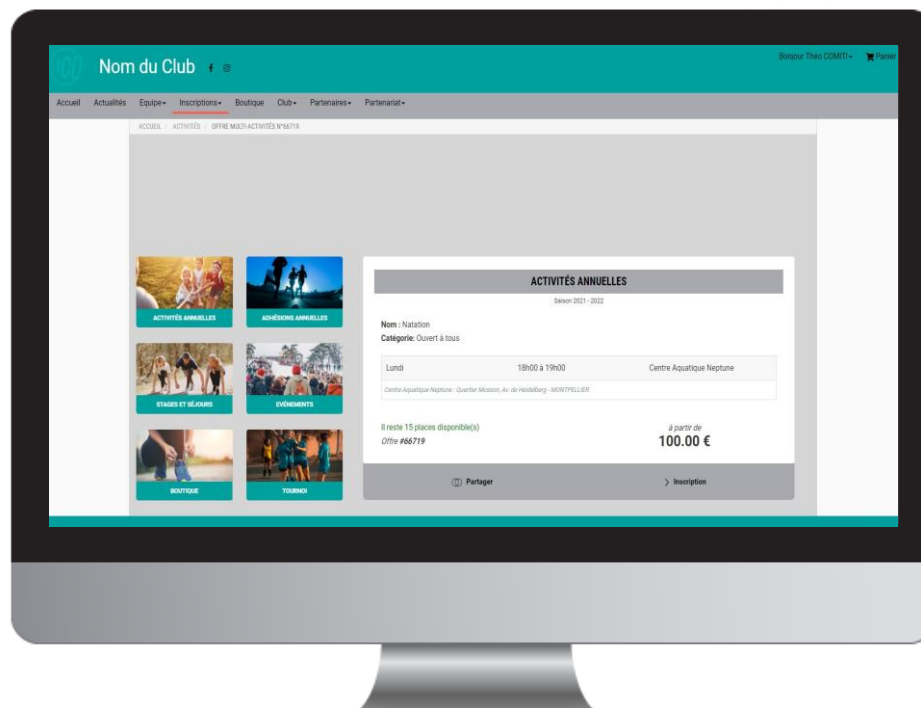 Nom du Club
Bonjour Théo COMITI
Panier
Accueil Actualités Equipe Inscriptions Boutique Club Partenaires Partenariat
ACCUEIL / ACTIVITÉS / OFFRE MULTI-ACTIVITÉS N°66719
ACTIVITÉS ANNUELLES
ADHÉSIONS ANNUELLES
STAGES ET SÉJOURS
EVÉNEMENTS
BOUTIQUE
TOURNOI
ACTIVITÉS ANNUELLES
Saison 2021 - 2022
Nom : Natation
Catégorie: Ouvert à tous
Lundi 18h00 à 19h00 Centre Aquatique Neptune
Centre Aquatique Neptune : Quartier Mosson, Av. de Heidelberg - MONTPELLIER
Il reste 15 places disponible(s)
Offre #66719
à partir de
100.00 €
Partager
Inscription